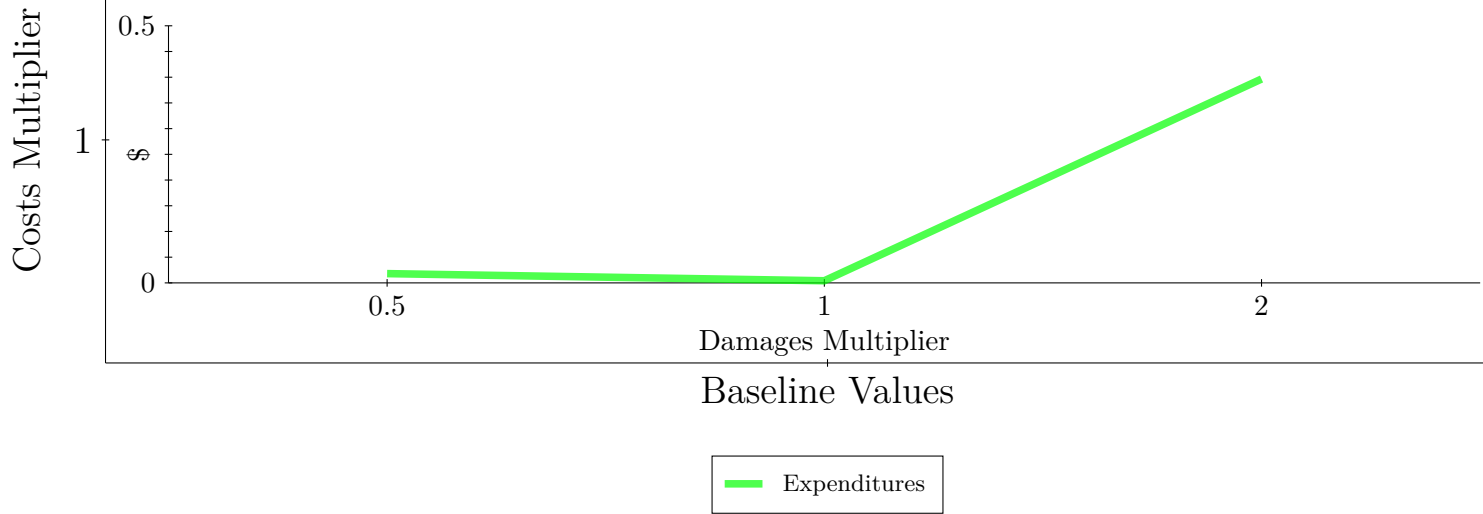 Costs Multiplier
1
$
0.5
0
0.5 1 2
Damages Multiplier
Baseline Values
Expenditures